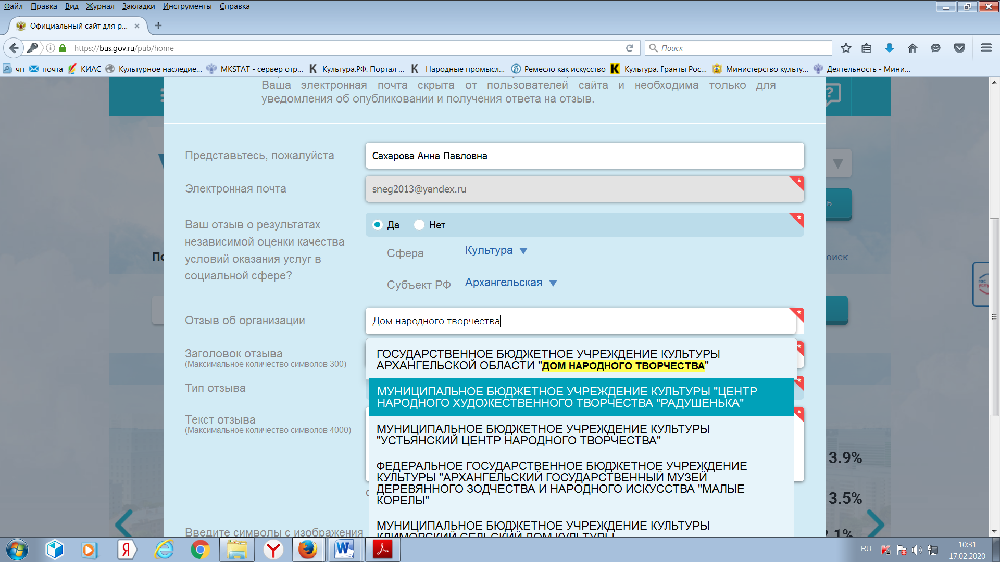 Файл Правка Вид Журнал Закладки Инструменты Справка
Официальный сайт для р...
https://bus.gov.ru/pub/home
Поиск
чп почта КИАС Культурное наследие... MKSTAT - сервер отр... Культура.РФ. Портал ... Народные промысл... Ремесло как искусство Культура. Гранты Рос... Министерство культу... Деятельность - Мини...
Ваша электронная почта скрыта от пользователей сайта и необходима только для
уведомления об опубликовании и получения ответа на отзыв.
Представьтесь, пожалуйста
Сахарова Анна Павловна
Электронная почта
sneg2013@yandex.ru
*
Ваш отзыв о результатах
независимой оценки качества
условий оказания услуг в
социальной сфере?
Да Нет
*
Сфера Культура
Субъект РФ Архангельская
Отзыв об организации
Дом народного творчества
*
Заголовок отзыва
(Максимальное количество символов 300)
*
Тип отзыва
*
Текст отзыва
(Максимальное количество символов 4000)
*
ГОСУДАРСТВЕННОЕ БЮДЖЕТНОЕ УЧРЕЖДЕНИЕ КУЛЬТУРЫ
АРХАНГЕЛЬСКОЙ ОБЛАСТИ "ДОМ НАРОДНОГО ТВОРЧЕСТВА"
МУНИЦИПАЛЬНОЕ БЮДЖЕТНОЕ УЧРЕЖДЕНИЕ КУЛЬТУРЫ "ЦЕНТР
НАРОДНОГО ХУДОЖЕСТВЕННОГО ТВОРЧЕСТВА "РАДУШЕНЬКА"
МУНИЦИПАЛЬНОЕ БЮДЖЕТНОЕ УЧРЕЖДЕНИЕ КУЛЬТУРЫ
"УСТЬЯНСКИЙ ЦЕНТР НАРОДНОГО ТВОРЧЕСТВА"
ФЕДЕРАЛЬНОЕ ГОСУДАРСТВЕННОЕ БЮДЖЕТНОЕ УЧРЕЖДЕНИЕ
КУЛЬТУРЫ "АРХАНГЕЛЬСКИЙ ГОСУДАРСТВЕННЫЙ МУЗЕЙ
ДЕРЕВЯННОГО ЗОДЧЕСТВА И НАРОДНОГО ИСКУССТВА "МАЛЫЕ
КОРЕЛЫ"
МУНИЦИПАЛЬНОЕ БЮДЖЕТНОЕ УЧРЕЖДЕНИЕ КУЛЬТУРЫ
КЛИМОВСКИЙ СЕЛЬСКИЙ ДОМ КУЛЬТУРЫ
Введите символы с изображения
оиск
3.9%
3.5%
RU
10:31
17.02.2020